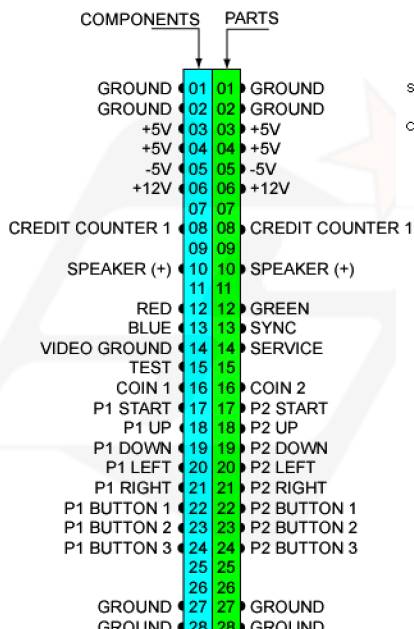 COMPONENTS PARTS
GROUND 01 01 GROUND
GROUND 02 02 GROUND
+5V 03 03 +5V
+5V 04 04 +5V
-5V 05 05 -5V
+12V 06 06 +12V
07 07
CREDIT COUNTER 1 08 08 CREDIT COUNTER 1
09 09
SPEAKER (+) 10 10 SPEAKER (+)
11 11
RED 12 12 GREEN
BLUE 13 13 SYNC
VIDEO GROUND 14 14 SERVICE
TEST 15 15
COIN 1 16 16 COIN 2
P1 START 17 17 P2 START
P1 UP 18 18 P2 UP
P1 DOWN 19 19 P2 DOWN
P1 LEFT 20 20 P2 LEFT
P1 RIGHT 21 21 P2 RIGHT
P1 BUTTON 1 22 22 P2 BUTTON 1
P1 BUTTON 2 23 23 P2 BUTTON 2
P1 BUTTON 3 24 24 P2 BUTTON 3
25 25
26 26
GROUND 27 27 GROUND
GROUND 28 28 GROUND